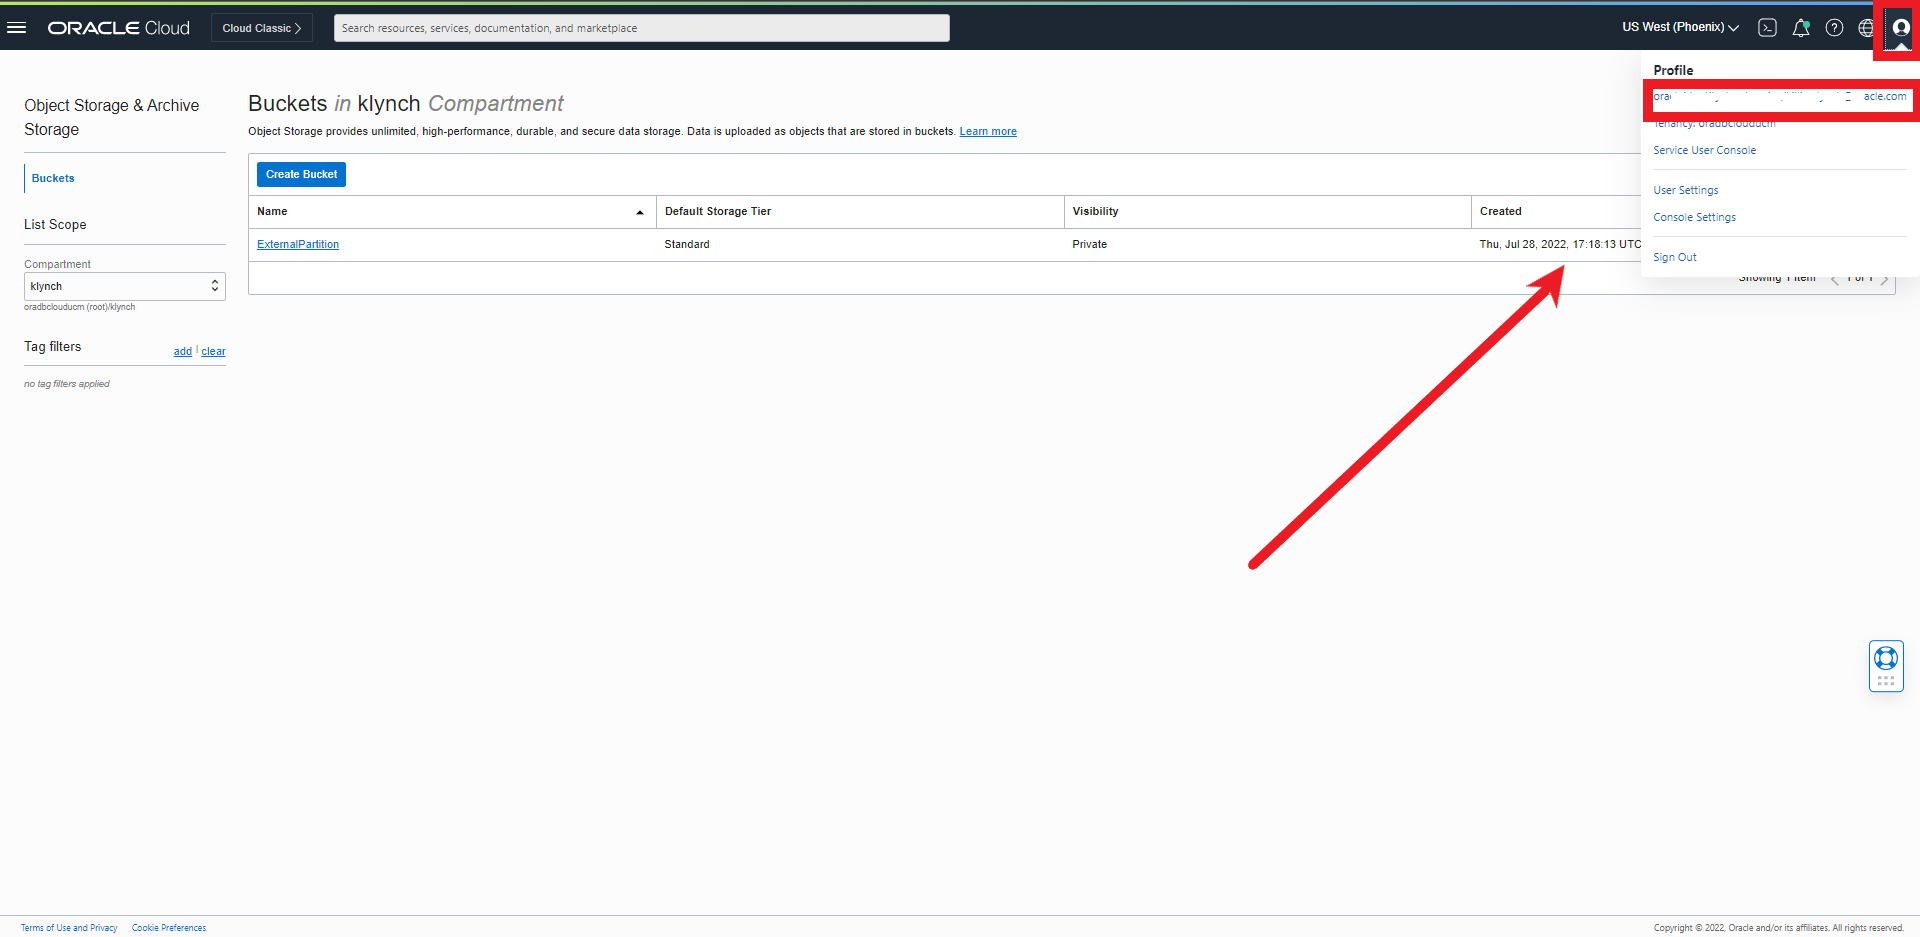 ORACLE Cloud
Cloud Classic
Search resources, services, documentation, and marketplace
US West (Phoenix)
Profile
acle.com
Tenancy: oradbclouducm
Service User Console
User Settings
Console Settings
Sign Out
Object Storage & Archive
Storage
Buckets
List Scope
Compartment
klynch
oradbclouducm (root)/klynch
Tag filters
add | clear
no tag filters applied
Buckets in klynch Compartment
Object Storage provides unlimited, high-performance, durable, and secure data storage. Data is uploaded as objects that are stored in buckets. Learn more
Create Bucket
Name Default Storage Tier Visibility Created
ExternalPartition Standard Private Thu, Jul 28, 2022, 17:18:13 UTC
Showing 1 item 1 of 1
Terms of Use and Privacy Cookie Preferences
Copyright © 2022, Oracle and/or its affiliates. All rights reserved.